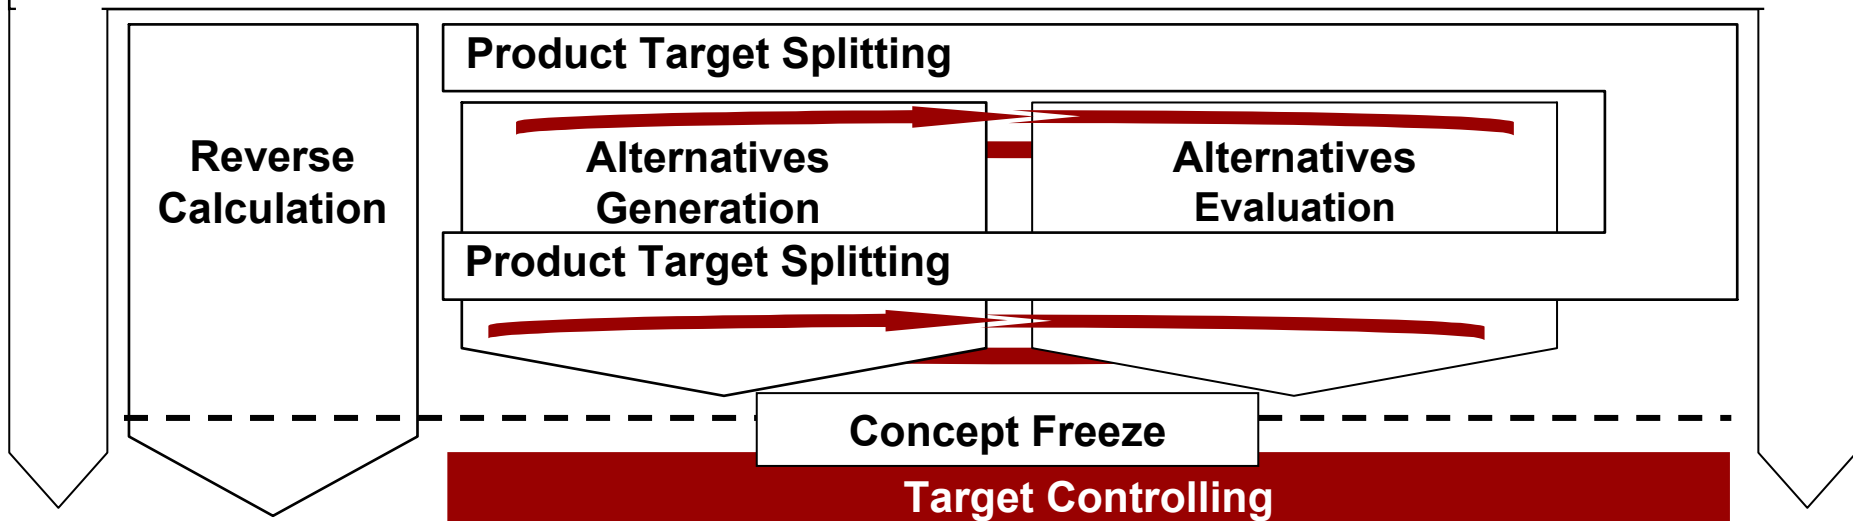 Product Target Splitting
Reverse
Calculation
Alternatives
Generation
Alternatives
Evaluation
Product Target Splitting
Concept Freeze
Target Controlling